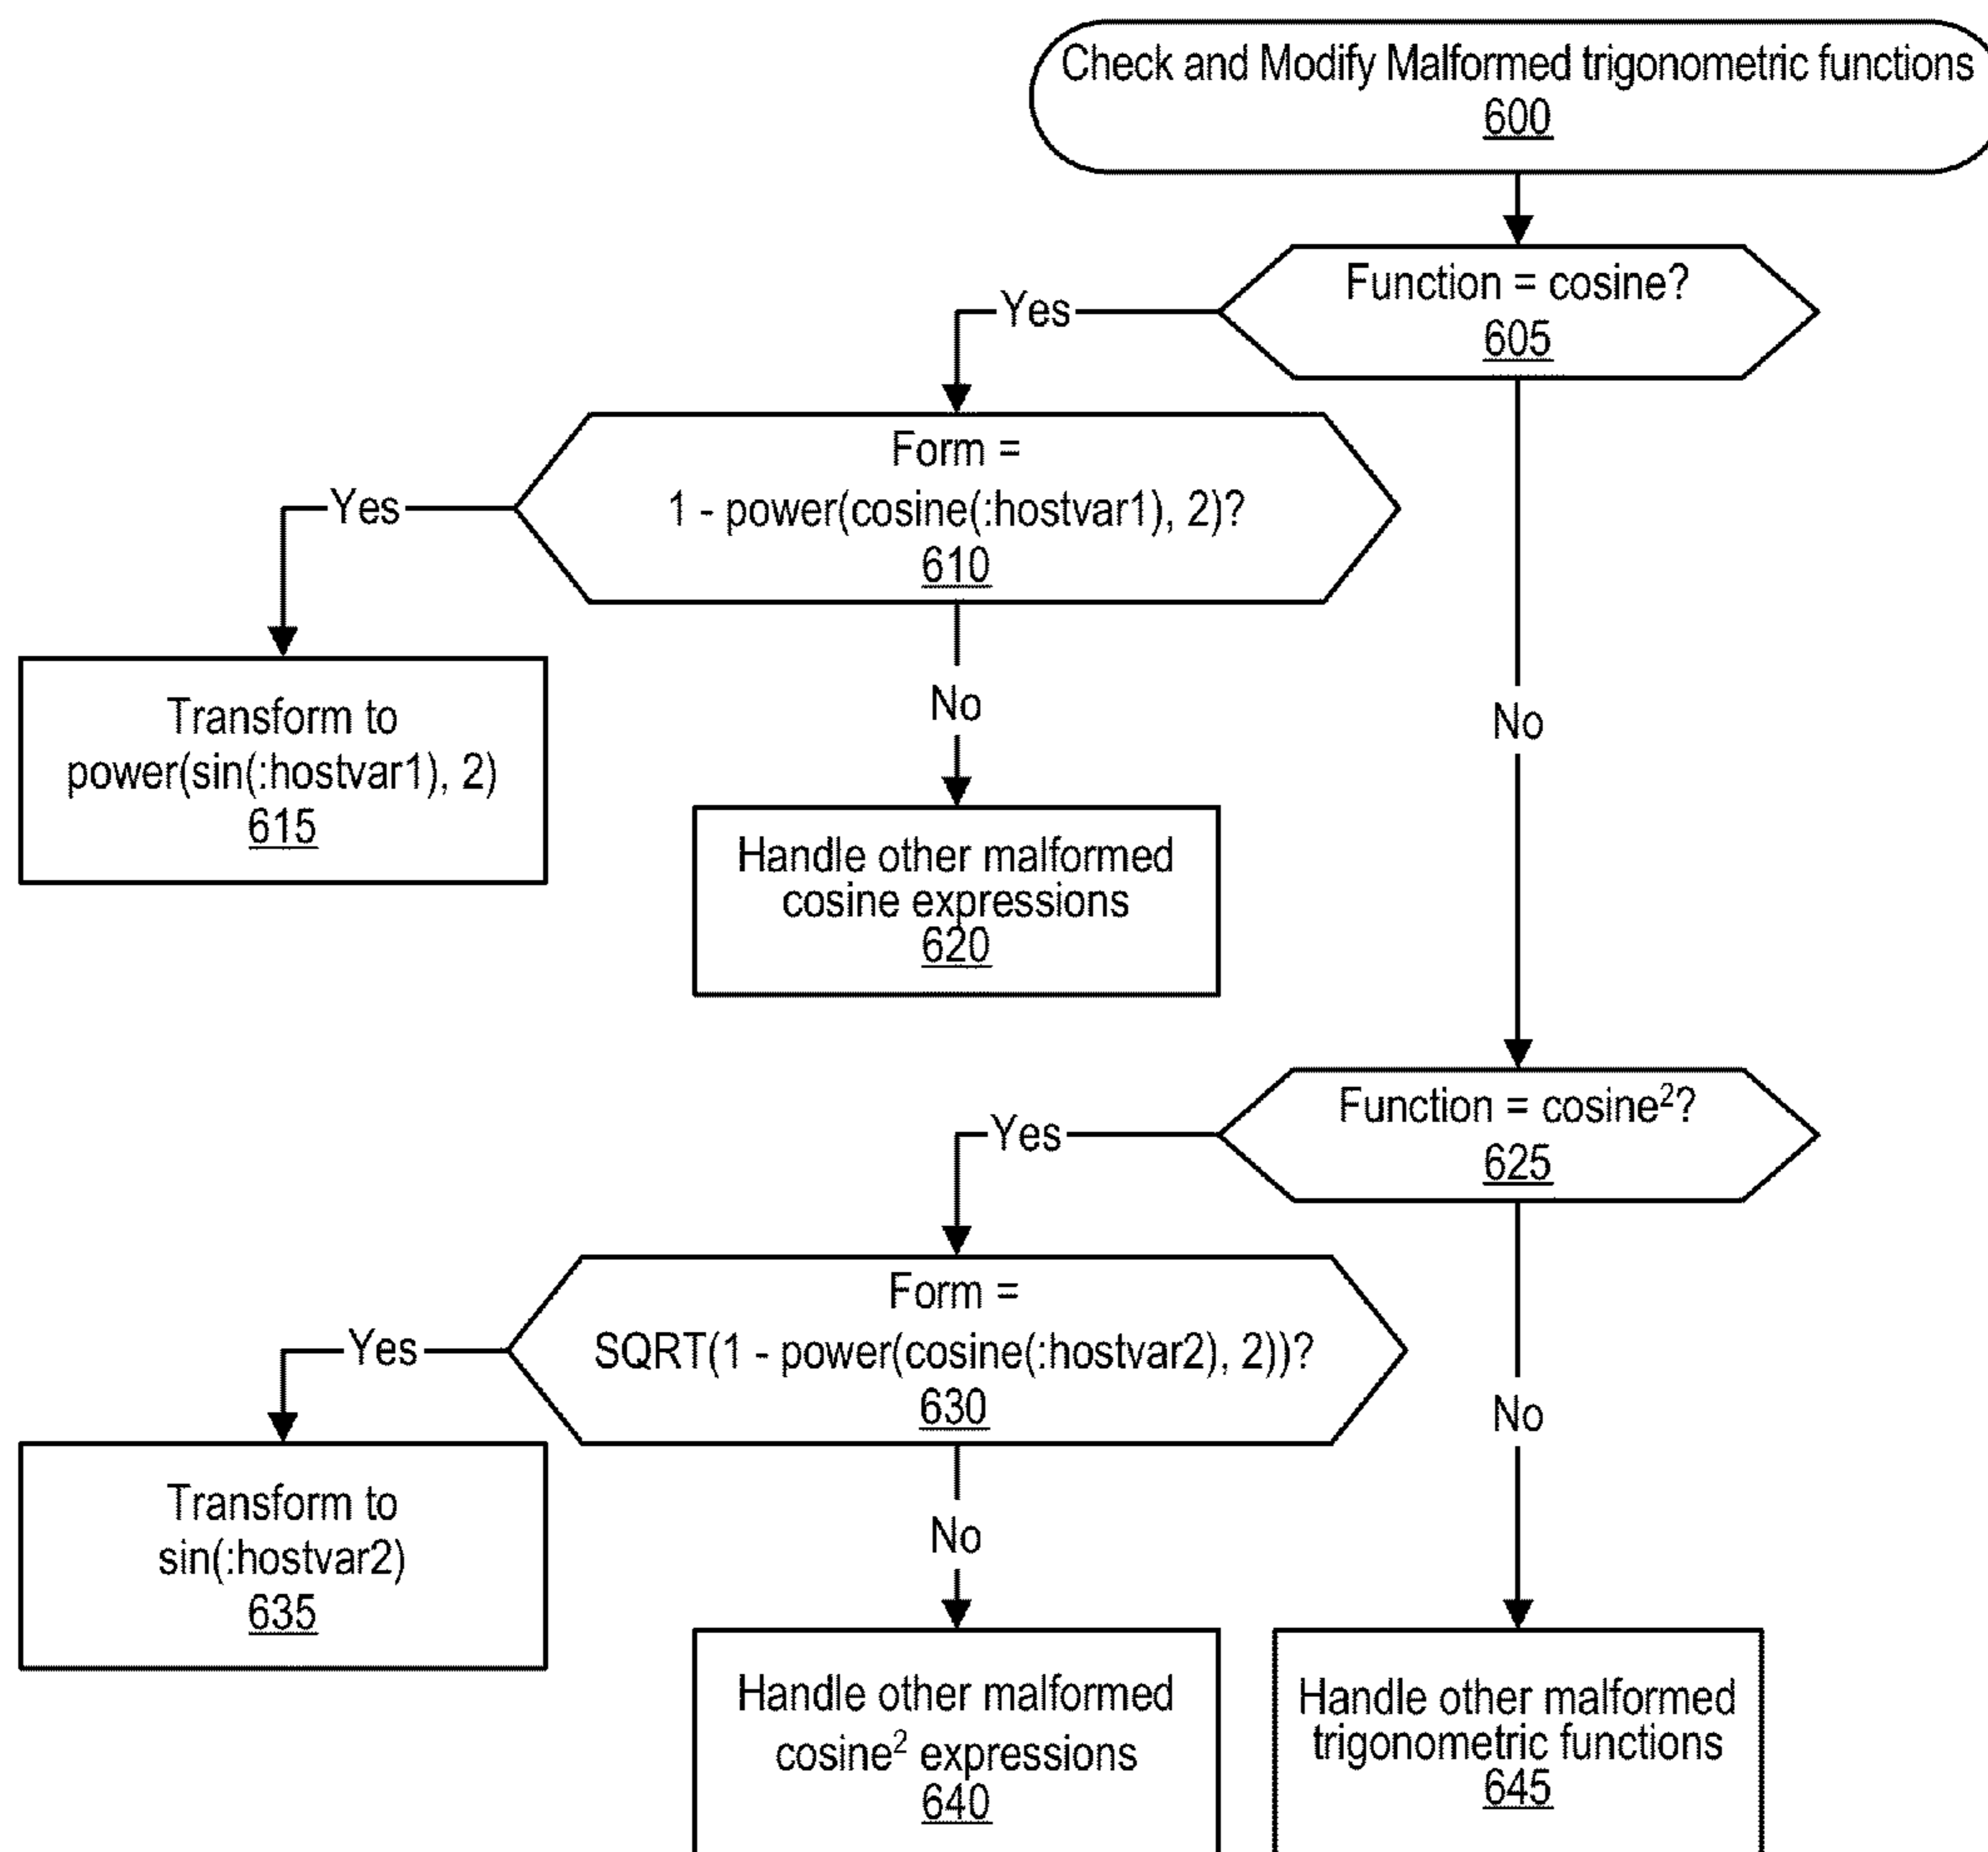 Check and Modify Malformed trigonometric functions
600
Function = cosine?
605
Yes
Form =
1 - power(cosine(:hostvar1), 2)?
610
Yes
No
No
Transform to
power(sin(:hostvar1), 2)
615
Handle other malformed
cosine expressions
620
Function = cosine²?
625
Yes
Form =
SQRT(1 - power(cosine(:hostvar2), 2))?
630
Yes
No
No
Transform to
sin(:hostvar2)
635
Handle other malformed
cosine² expressions
640
Handle other malformed
trigonometric functions
645